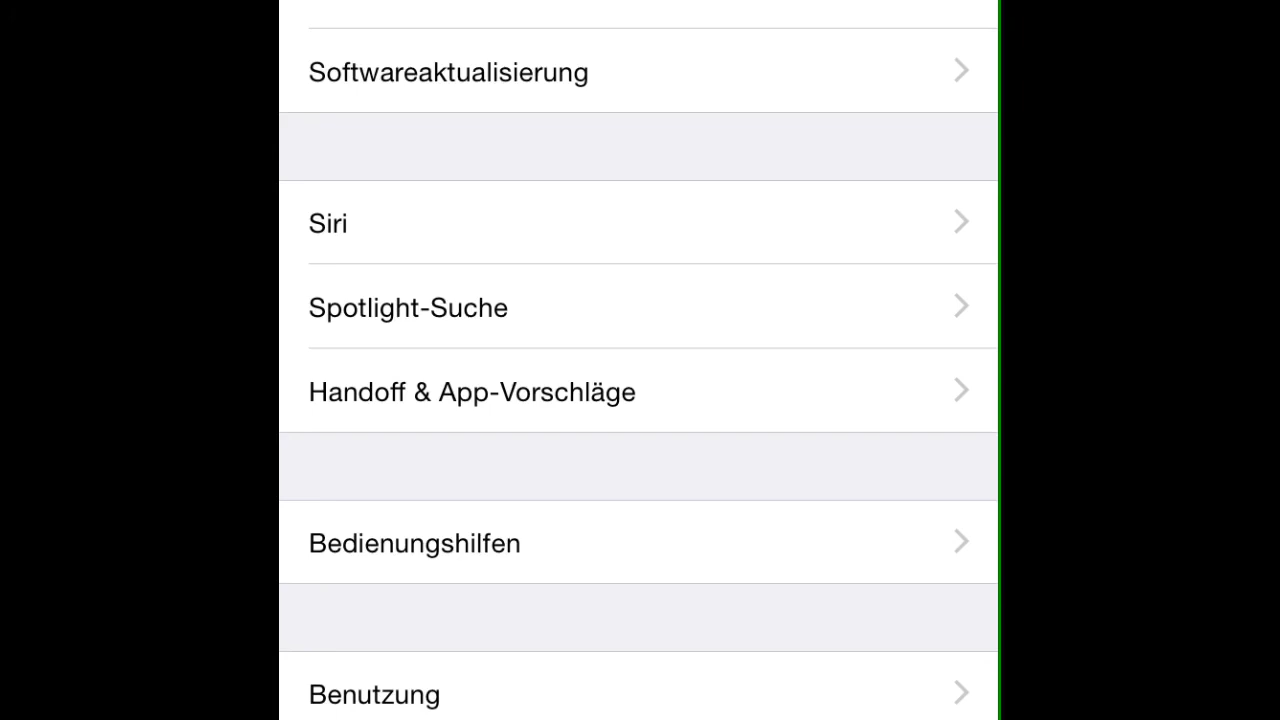 Softwareaktualisierung
Siri
Spotlight-Suche
Handoff & App-Vorschläge
Bedienungshilfen
Benutzung